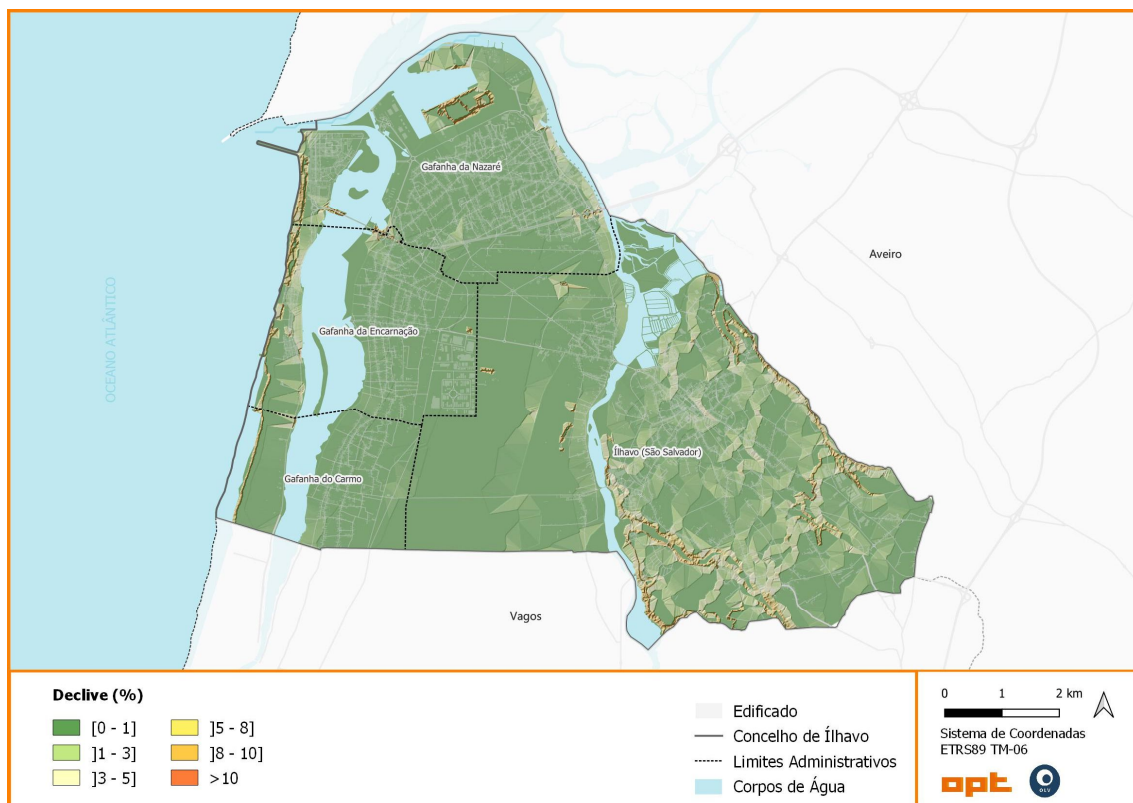 Gafanha da Nazaré
Aveiro
OCEANO ATLÂNTICO
Gafanha da Encarnação
Ílhavo (São Salvador)
Gafanha do Carmo
Vagos
Declive (%)
[0 - 1]
]1 - 3]
]3 - 5]
]5 - 8]
]8 - 10]
>10
Edificado
Concelho de Ílhavo
Limites Administrativos
Corpos de Água
0 1 2 km
Sistema de Coordenadas
ETRS89 TM-06
opt
OLV